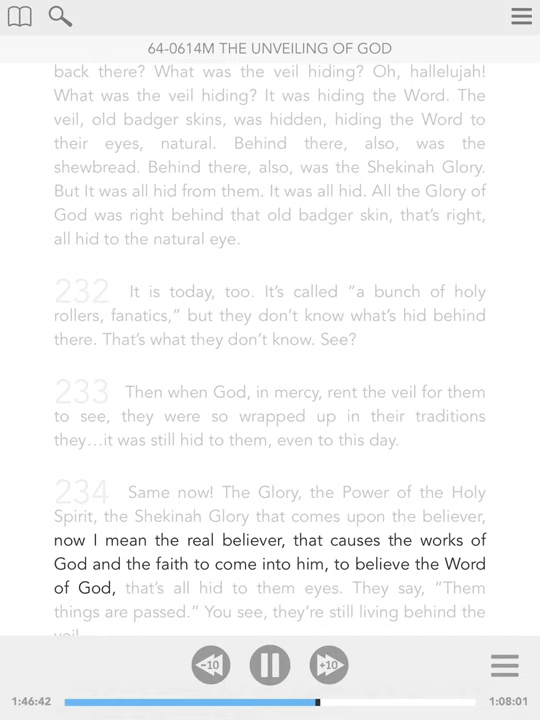 64-0614M THE UNVEILING OF GOD
back there? What was the veil hiding? Oh, hallelujah!
What was the veil hiding? It was hiding the Word. The
veil, old badger skins, was hidden, hiding the Word to
their eyes, natural. Behind there, also, was the
shewbread. Behind there, also, was the Shekinah Glory.
But It was all hid from them. It was all hid. All the Glory of
God was right behind that old badger skin, that's right,
all hid to the natural eye.
232 It is today, too. It's called “a bunch of holy
rollers, fanatics,” but they don't know what's hid behind
there. That's what they don't know. See?
233 Then when God, in mercy, rent the veil for them
to see, they were so wrapped up in their traditions
they…it was still hid to them, even to this day.
234 Same now! The Glory, the Power of the Holy
Spirit, the Shekinah Glory that comes upon the believer,
now I mean the real believer, that causes the works of
God and the faith to come into him, to believe the Word
of God, that's all hid to them eyes. They say, “Them
things are passed.” You see, they're still living behind the
veil
-10
+10
1:46:42
1:08:01